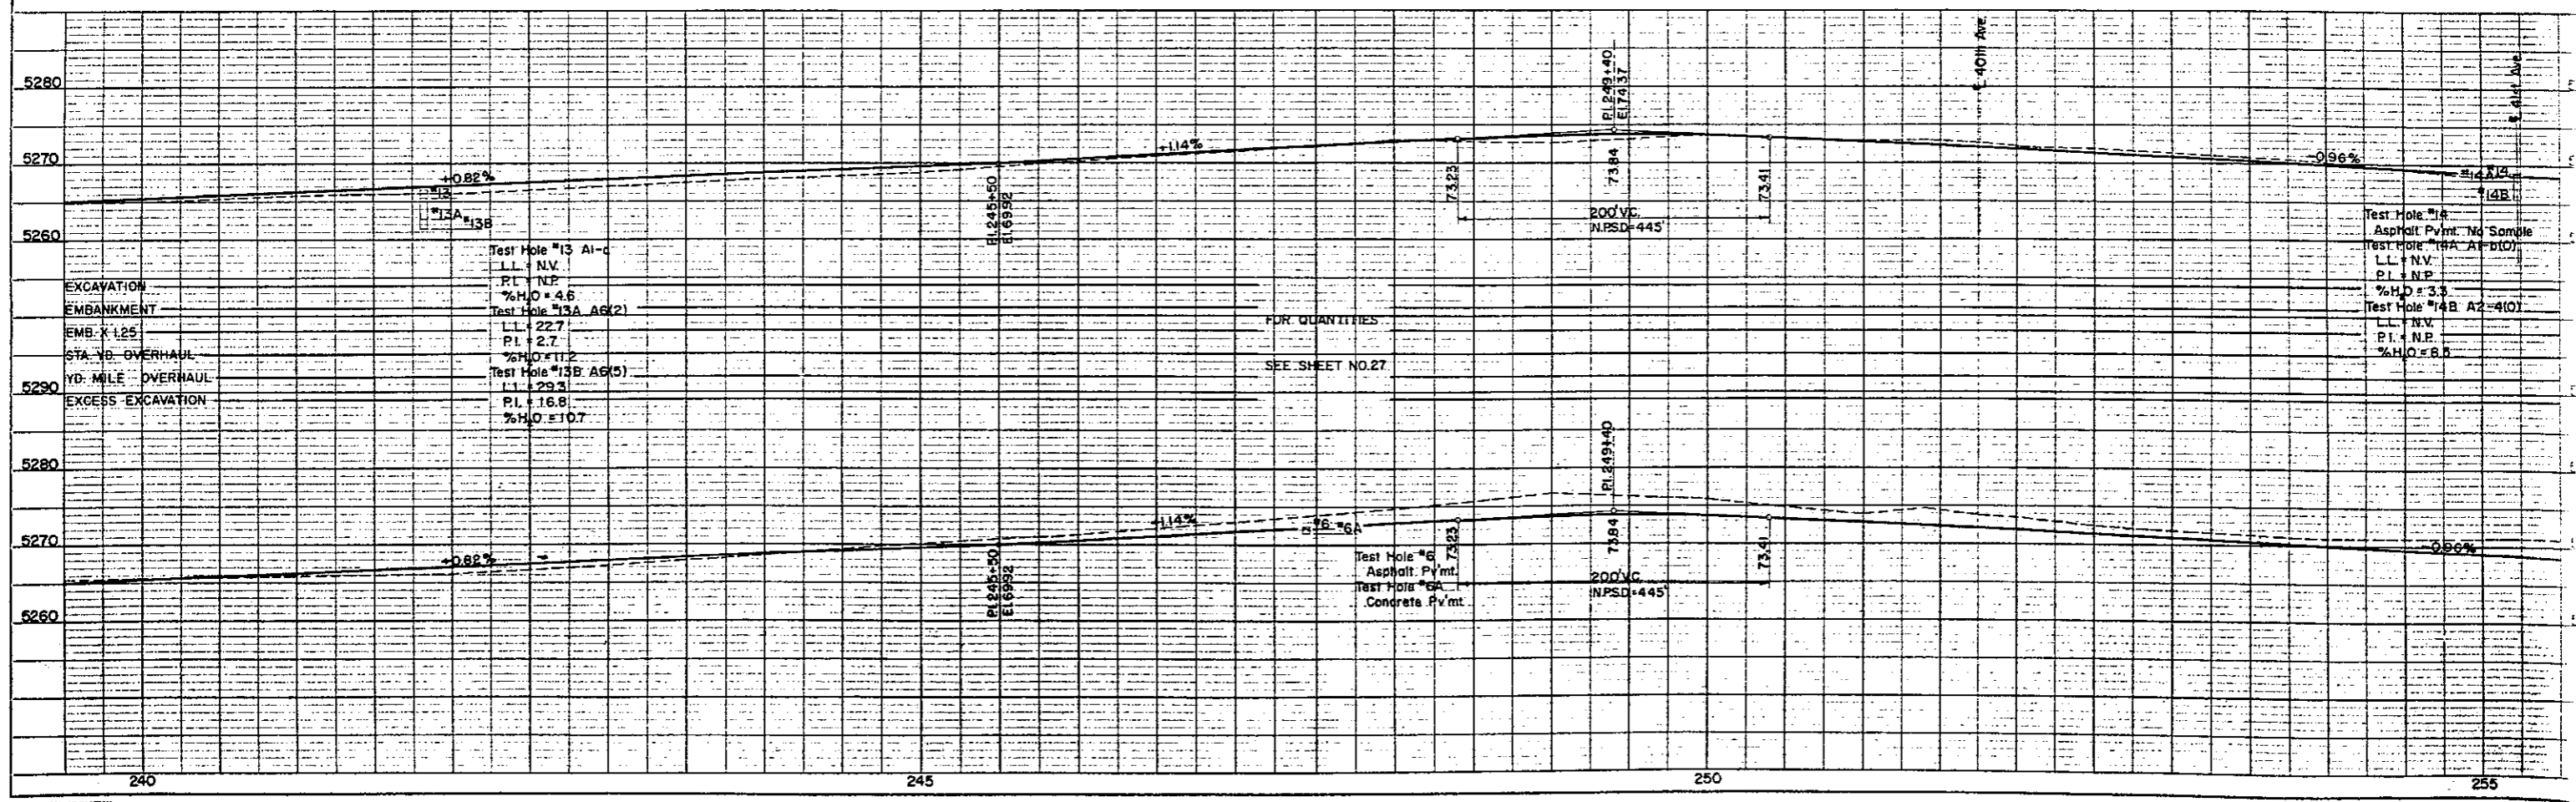 5280
5270
5260
+0.82%
#13
#13A
#13B
+1.14%
P.I. 245+50
El. 69.92
P.I. 249+40
El. 74.37
73.23
73.84
73.41
200' V.C.
N.P.S.D.=445'
℄ 40th Ave.
℄ 41st Ave.
-0.96%
#14
#14A
#14B
Test Hole #14
Asphalt Pv'mt. No Sample
Test Hole #14A A1-b(0)
L.L. = N.V.
P.I. = N.P.
%H2O = 3.3
Test Hole #14B A2-4(0)
L.L. = N.V.
P.I. = N.P.
%H2O = 8.5
Test Hole #13 A1-a
L.L. = N.V.
P.I. = N.P.
%H2O = 4.6
Test Hole #13A A6(2)
L.L. = 22.7
P.I. = 2.7
%H2O = 11.2
Test Hole #13B A6(5)
L.L. = 29.3
P.I. = 16.8
%H2O = 10.7
EXCAVATION
EMBANKMENT
EMB. X 1.25
STA. YD. OVERHAUL
YD. MILE OVERHAUL
EXCESS EXCAVATION
FOR QUANTITIES
SEE SHEET NO. 27
5290
5280
5270
5260
+0.82%
+1.14%
P.I. 245+50
El. 69.92
#6
#6A
Test Hole #6
Asphalt Pv'mt.
Test Hole #6A
Concrete Pv'mt
P.I. 249+40
73.23
73.84
73.41
200' V.C.
N.P.S.D.=445'
-0.96%
240
245
250
255